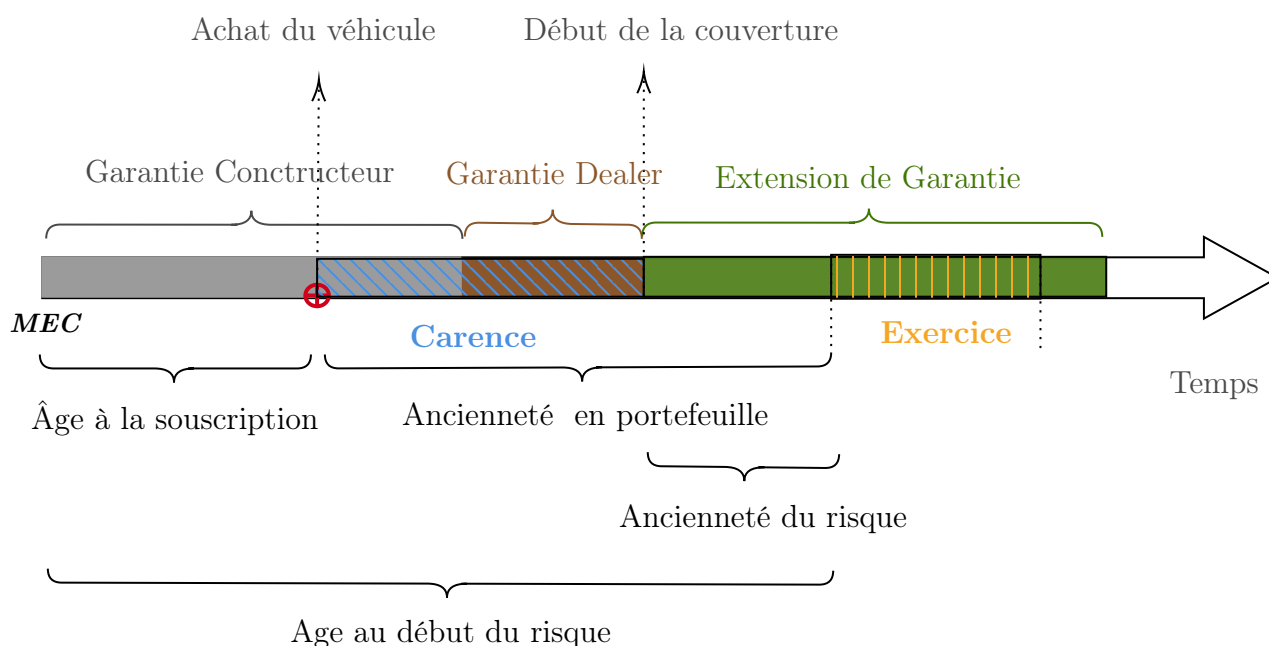 Achat du véhicule
Début de la couverture
Garantie Conctructeur
Garantie Dealer
Extension de Garantie
MEC
Carence
Exercice
Temps
Âge à la souscription
Ancienneté en portefeuille
Ancienneté du risque
Age au début du risque